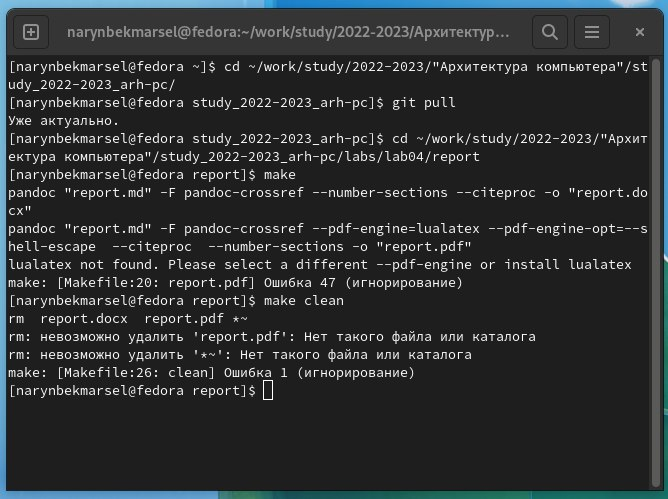 narynbekmarsel@fedora:~/work/study/2022-2023/Архитектур...
[narynbekmarsel@fedora ~]$ cd ~/work/study/2022-2023/"Архитектура компьютера"/st
udy_2022-2023_arh-pc/
[narynbekmarsel@fedora study_2022-2023_arh-pc]$ git pull
Уже актуально.
[narynbekmarsel@fedora study_2022-2023_arh-pc]$ cd ~/work/study/2022-2023/"Архит
ектура компьютера"/study_2022-2023_arh-pc/labs/lab04/report
[narynbekmarsel@fedora report]$ make
pandoc "report.md" -F pandoc-crossref --number-sections --citeproc -o "report.do
cx"
pandoc "report.md" -F pandoc-crossref --pdf-engine=lualatex --pdf-engine-opt=--s
hell-escape  --citeproc  --number-sections -o "report.pdf"
lualatex not found. Please select a different --pdf-engine or install lualatex
make: [Makefile:20: report.pdf] Ошибка 47 (игнорирование)
[narynbekmarsel@fedora report]$ make clean
rm  report.docx  report.pdf *~
rm: невозможно удалить 'report.pdf': Нет такого файла или каталога
rm: невозможно удалить '*~': Нет такого файла или каталога
make: [Makefile:26: clean] Ошибка 1 (игнорирование)
[narynbekmarsel@fedora report]$